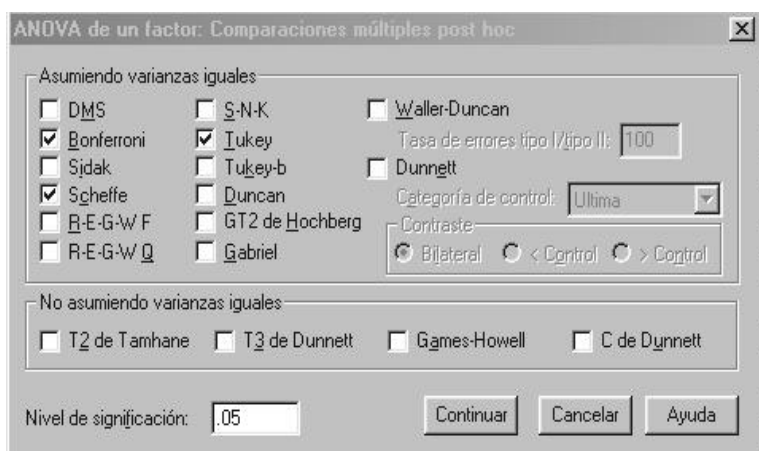 ANOVA de un factor: Comparaciones múltiples post hoc
Asumiendo varianzas iguales
DMS S-N-K Waller-Duncan
Bonferroni Tukey Tasa de errores tipo I/tipo II: 100
Sidak Tukey-b Dunnett
Scheffe Duncan Categoría de control: Ultima
R-E-G-W F GT2 de Hochberg Contraste
R-E-G-W Q Gabriel Bilateral < Control > Control
No asumiendo varianzas iguales
T2 de Tamhane T3 de Dunnett Games-Howell C de Dunnett
Nivel de significación: .05 Continuar Cancelar Ayuda